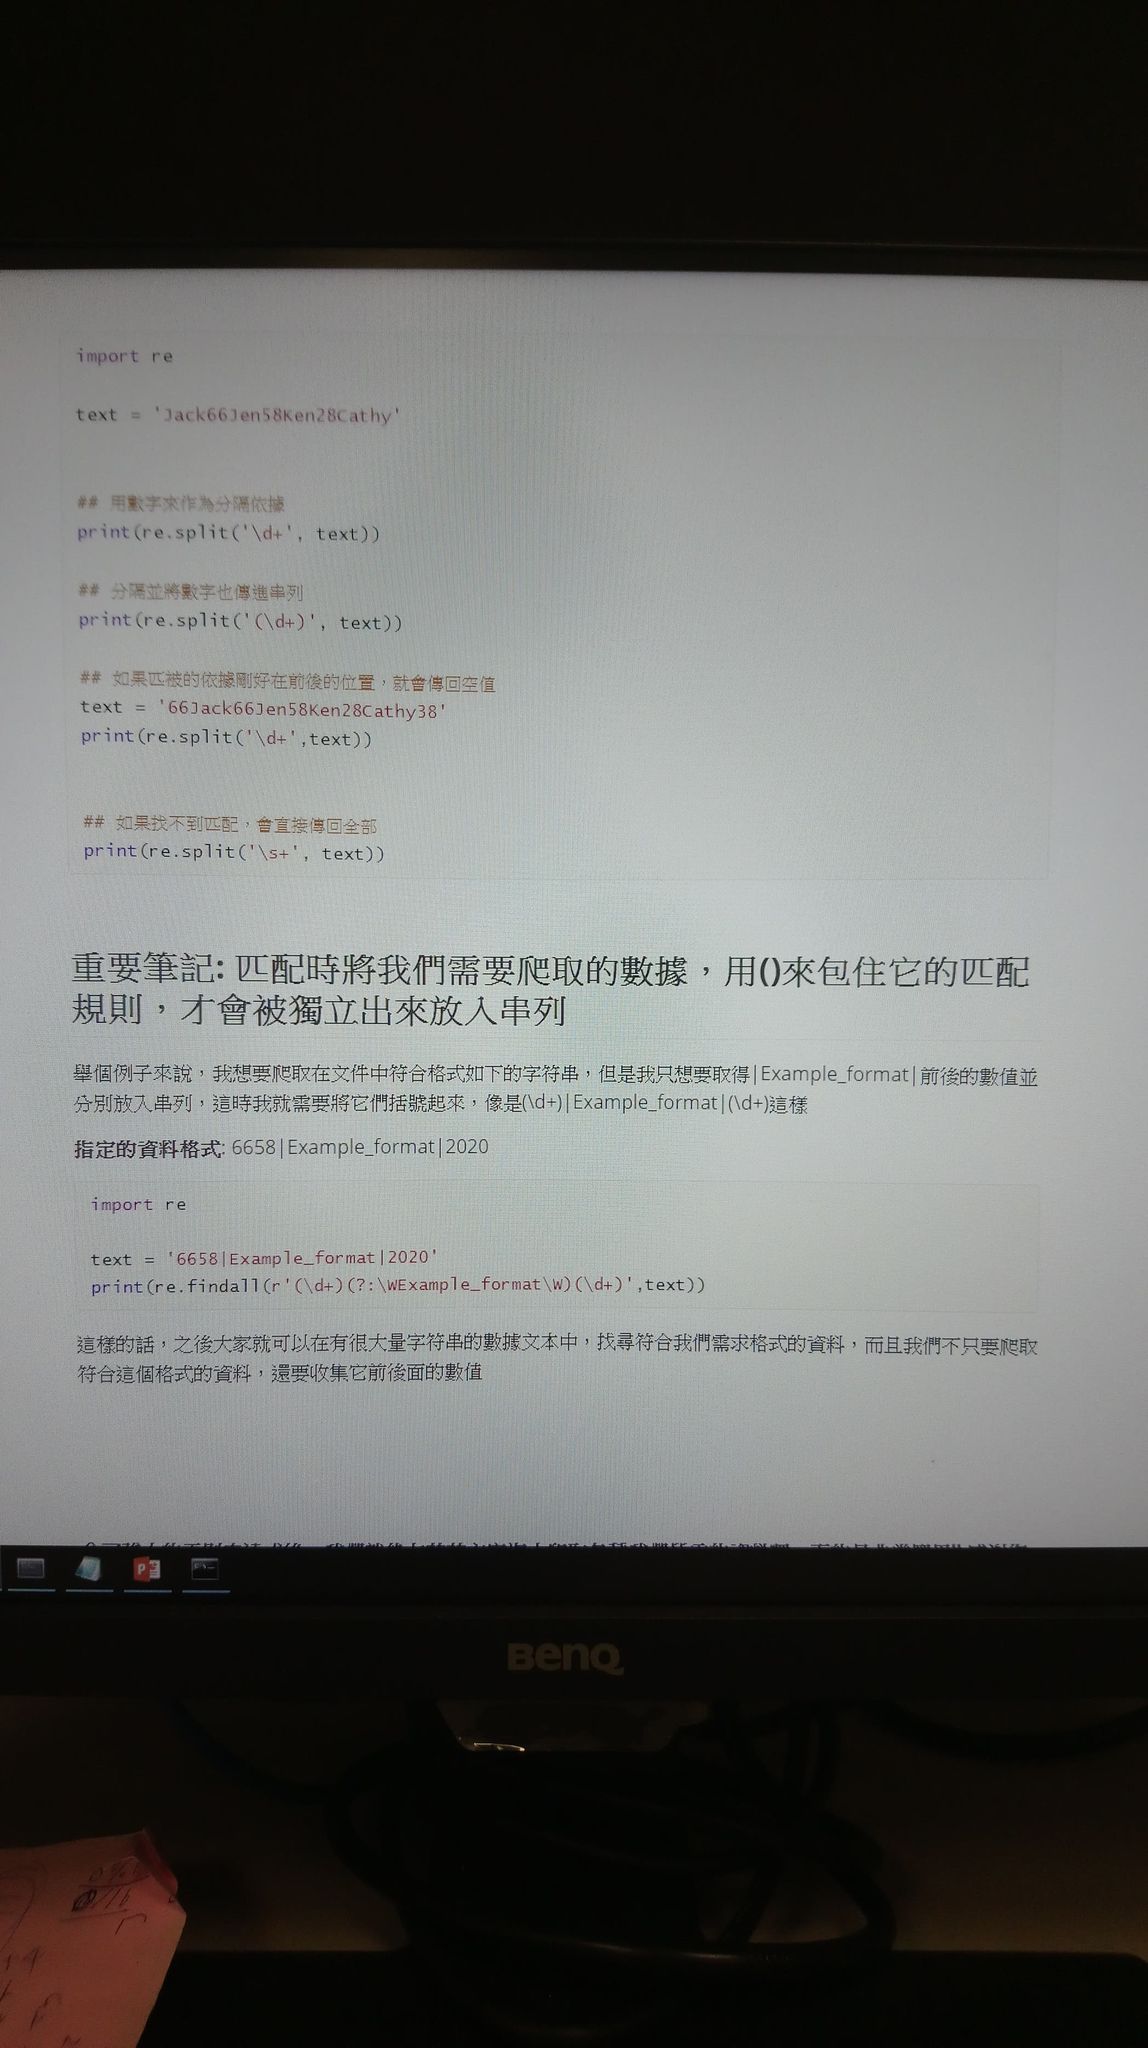 import re
text = 'Jack66Jen58Ken28Cathy'
## 用數字來作為分隔依據
print(re.split('\d+', text))
## 分隔並將數字也傳進串列
print(re.split('(\d+)', text))
## 如果匹被的依據剛好在前後的位置，就會傳回空值
text = '66Jack66Jen58Ken28Cathy38'
print(re.split('\d+',text))
## 如果找不到匹配，會直接傳回全部
print(re.split('\s+', text))
重要筆記: 匹配時將我們需要爬取的數據，用()來包住它的匹配
規則，才會被獨立出來放入串列
舉個例子來說，我想要爬取在文件中符合格式如下的字符串，但是我只想要取得|Example_format|前後的數值並
分別放入串列，這時我就需要將它們括號起來，像是(\d+)|Example_format|(\d+)這樣
指定的資料格式: 6658|Example_format|2020
import re
text = '6658|Example_format|2020'
print(re.findall(r'(\d+)(?:\WExample_format\W)(\d+)',text))
這樣的話，之後大家就可以在有很大量字符串的數據文本中，找尋符合我們需求格式的資料，而且我們不只要爬取
符合這個格式的資料，還要收集它前後面的數值
BenQ